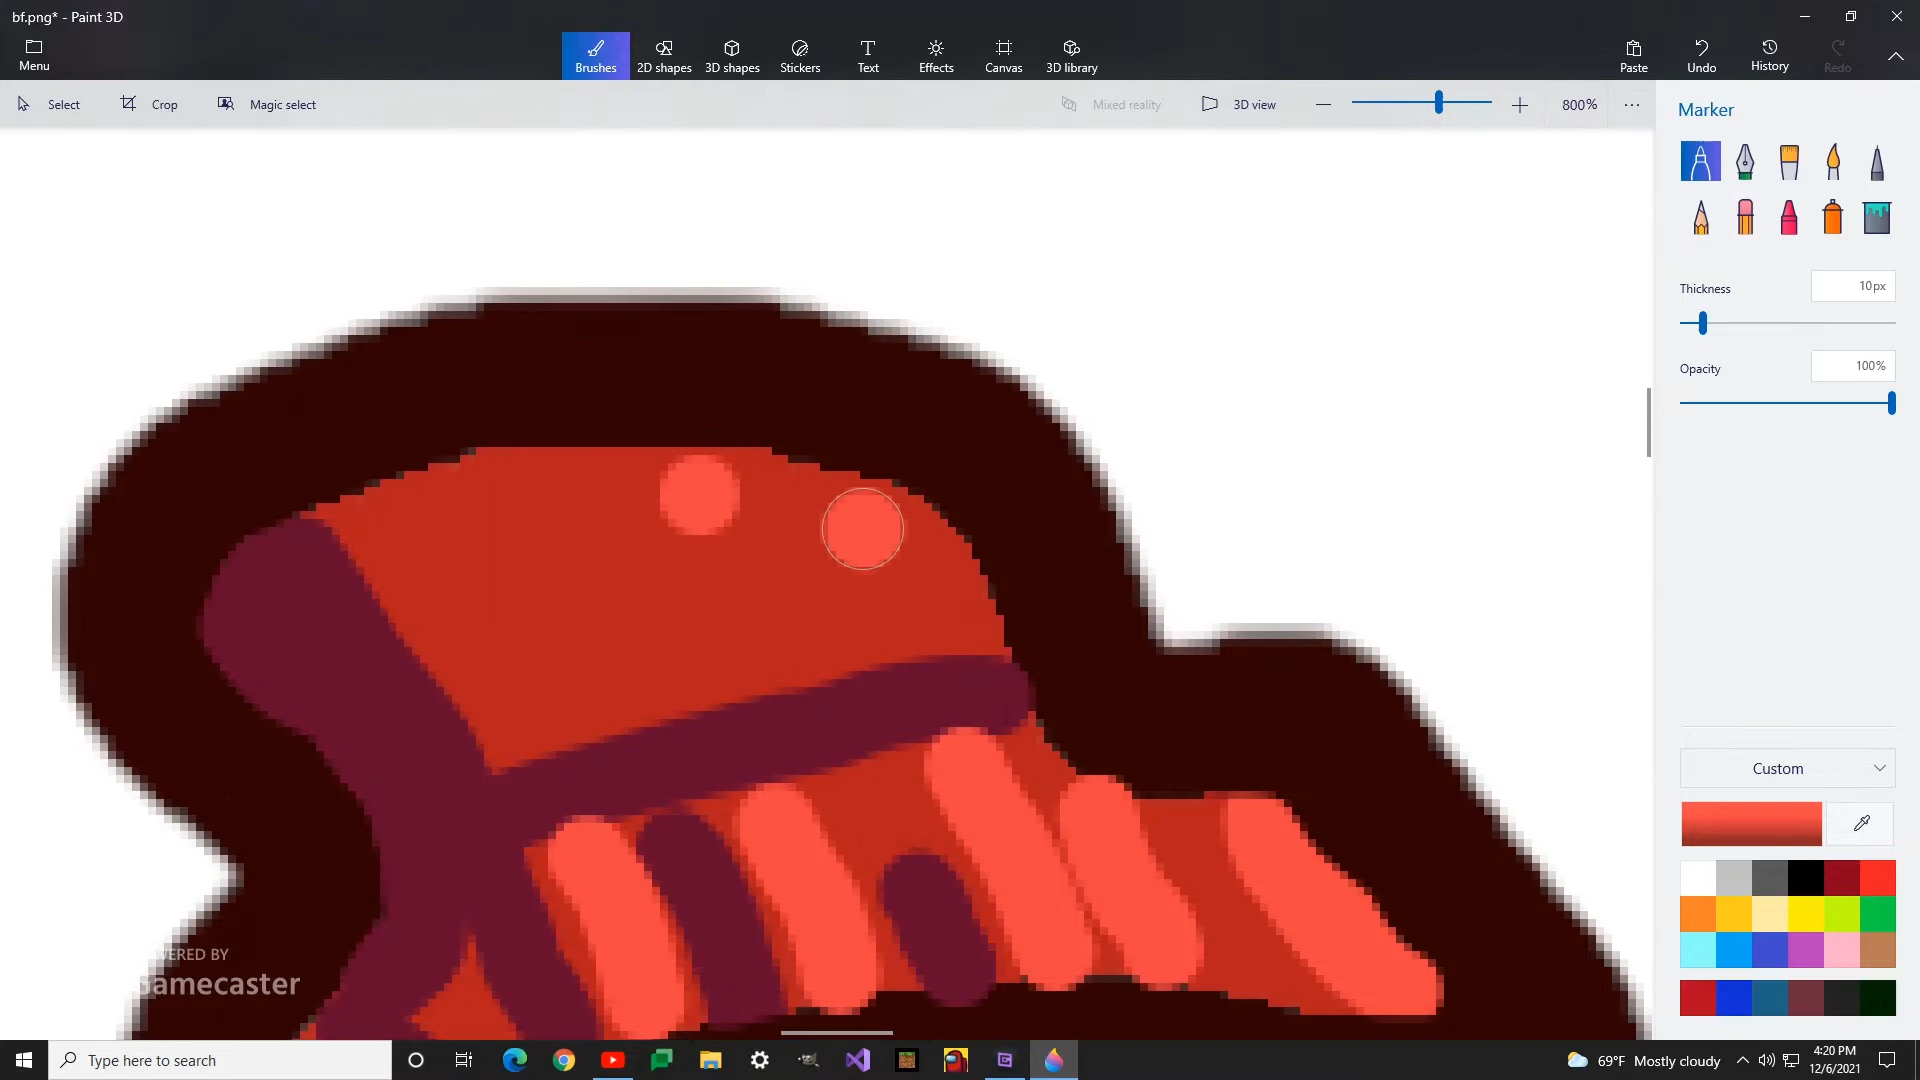 bf.png* - Paint 3D
Menu
Brushes 2D shapes 3D shapes Stickers Text Effects Canvas 3D library
Paste Undo History Redo
Select Crop Magic select
Mixed reality 3D view 800%
Marker
Thickness 10px
Opacity 100%
Custom
WERED BY
Gamecaster
Type here to search
69°F Mostly cloudy
4:20 PM
12/6/2021